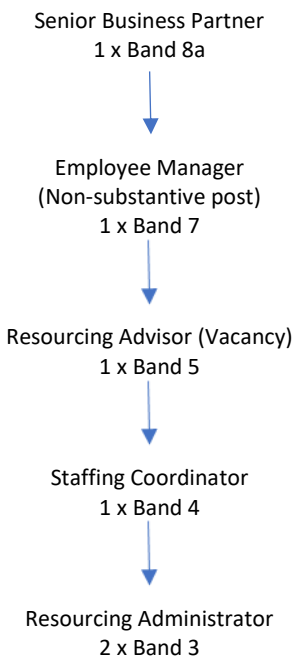 Senior Business Partner
1 x Band 8a
Employee Manager
(Non-substantive post)
1 x Band 7
Resourcing Advisor (Vacancy)
1 x Band 5
Staffing Coordinator
1 x Band 4
Resourcing Administrator
2 x Band 3